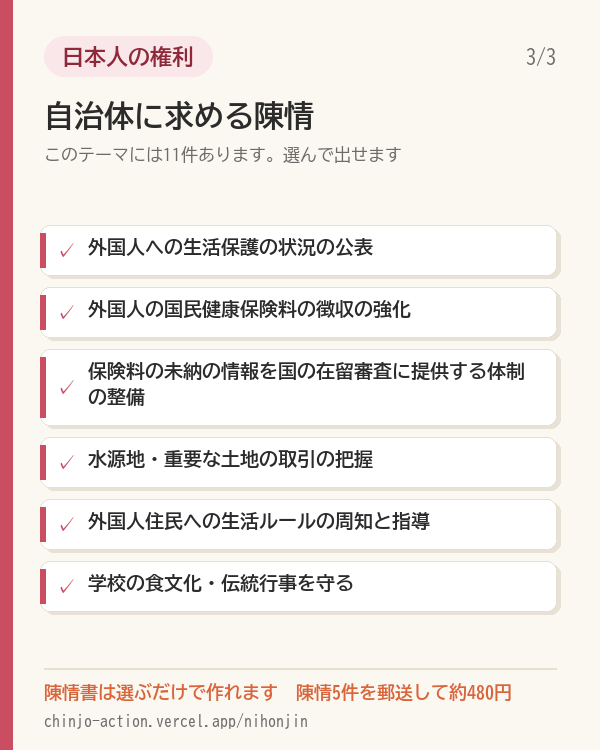 日本人の権利
3/3
自治体に求める陳情
このテーマには11件あります。選んで出せます
✓ 外国人への生活保護の状況の公表
✓ 外国人の国民健康保険料の徴収の強化
✓ 保険料の未納の情報を国の在留審査に提供する体制
の整備
✓ 水源地・重要な土地の取引の把握
✓ 外国人住民への生活ルールの周知と指導
✓ 学校の食文化・伝統行事を守る
陳情書は選ぶだけで作れます　陳情5件を郵送して約480円
chinjo-action.vercel.app/nihonjin